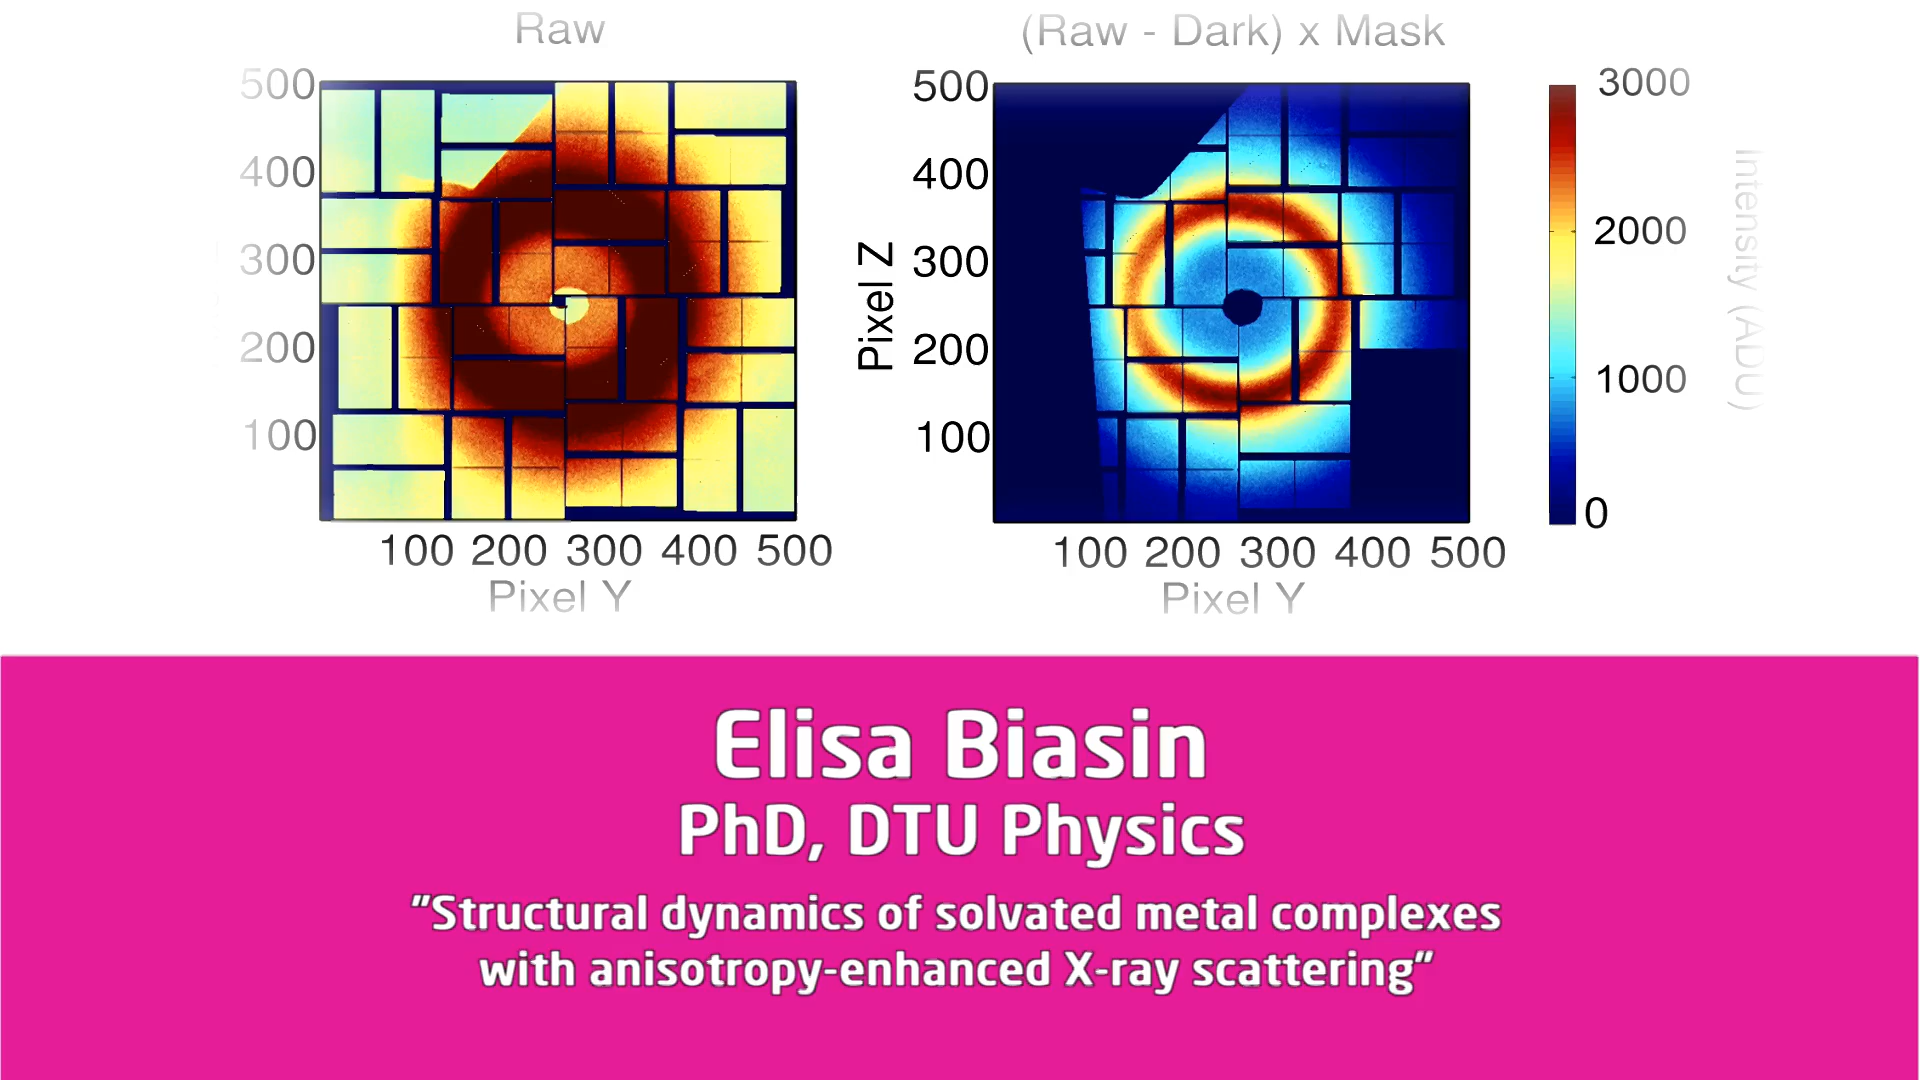 Raw
(Raw - Dark) x Mask
500
400
300
200
100
100 200 300 400 500
Pixel Y
Pixel Z
500
400
300
200
100
100 200 300 400 500
Pixel Y
3000
2000
1000
0
Intensity (ADU)
Elisa Biasin
PhD, DTU Physics
"Structural dynamics of solvated metal complexes
with anisotropy-enhanced X-ray scattering"